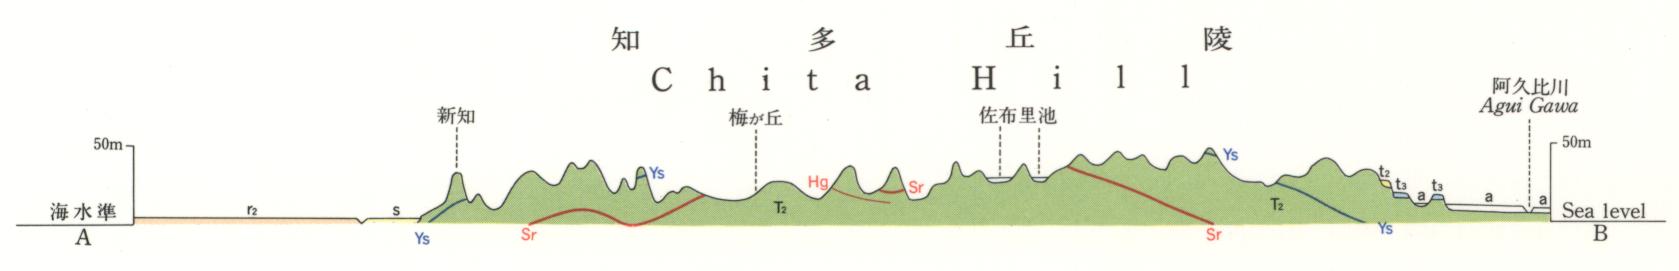 知多丘陵
Chita Hill
阿久比川
Agui Gawa
新知
梅が丘
佐布里池
50m
50m
Ys
Ys
Hg
Sr
T₂
T₂
t₂
t₃
t₃
a
a
a
r₂
s
海水準
Sea level
A
Ys
Sr
Sr
Ys
B